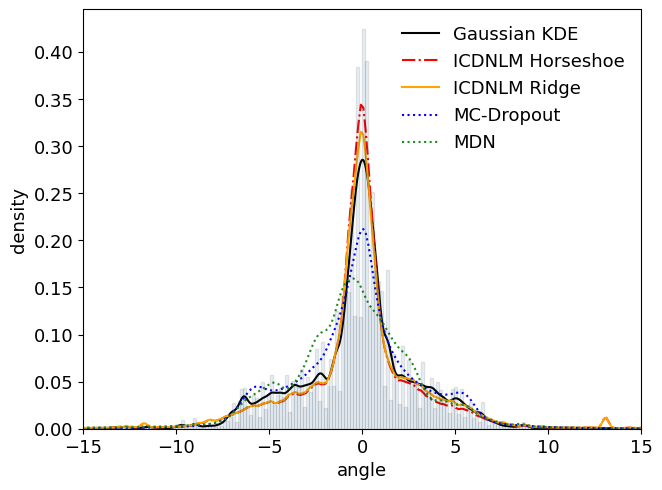 Gaussian KDE
ICDNLM Horseshoe
ICDNLM Ridge
MC-Dropout
MDN
0.40
0.35
0.30
0.25
0.20
0.15
0.10
0.05
0.00
density
−15 −10 −5 0 5 10 15
angle